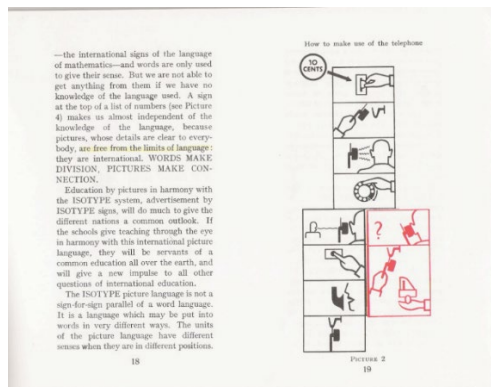 —the international signs of the language
of mathematics—and words are only used
to give their sense. But we are not able to
get anything from them if we have no
knowledge of the language used. A sign
at the top of a list of numbers (see Picture
4) makes us almost independent of the
knowledge of the language, because
pictures, whose details are clear to every-
body, are free from the limits of language:
they are international. WORDS MAKE
DIVISION, PICTURES MAKE CON-
NECTION.
Education by pictures in harmony with
the ISOTYPE system, advertisement by
ISOTYPE signs, will do much to give the
different nations a common outlook. If
the schools give teaching through the eye
in harmony with this international picture
language, they will be servants of a
common education all over the earth, and
will give a new impulse to all other
questions of international education.
The ISOTYPE picture language is not a
sign-for-sign parallel of a word language.
It is a language which may be put into
words in very different ways. The units
of the picture language have different
senses when they are in different positions.
18
How to make use of the telephone
10
CENTS
?
PICTURE 2
19